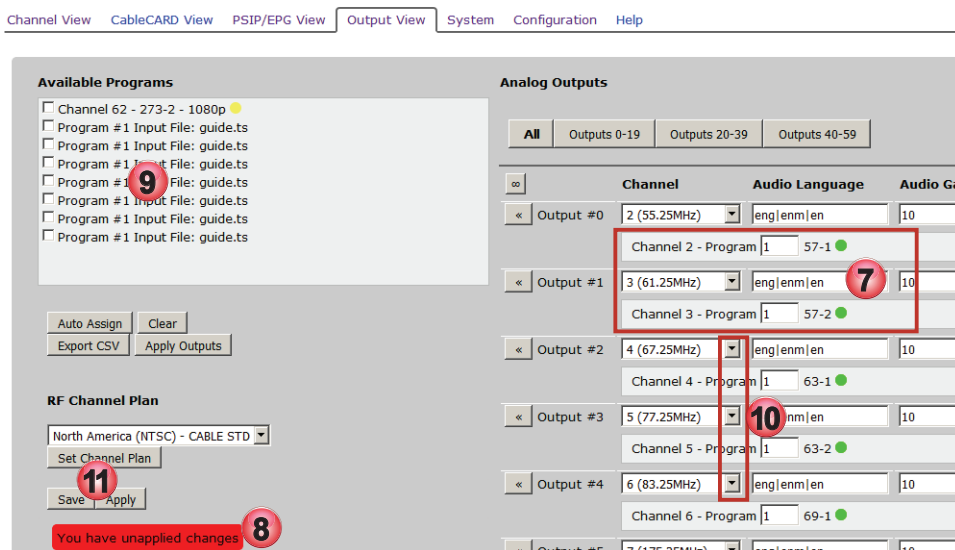 Channel View CableCARD View PSIP/EPG View Output View System Configuration Help
Available Programs
Channel 62 - 273-2 - 1080p
Program #1 Input File: guide.ts
Program #1 Input File: guide.ts
Program #1 Input File: guide.ts
Program #1 File: guide.ts
Program #1 Input File: guide.ts
Program #1 Input File: guide.ts
Program #1 Input File: guide.ts
9
Auto Assign Clear
Export CSV Apply Outputs
RF Channel Plan
North America (NTSC) - CABLE STD
Set Channel Plan
11
Save Apply
You have unapplied changes
8
Analog Outputs
All Outputs 0-19 Outputs 20-39 Outputs 40-59
∞ Channel Audio Language Audio Ga
« Output #0 2 (55.25MHz) eng|enm|en 10
Channel 2 - Program 1 57-1
« Output #1 3 (61.25MHz) eng|enm|en 7 10
Channel 3 - Program 1 57-2
« Output #2 4 (67.25MHz) eng|enm|en 10
Channel 4 - Program 1 63-1
« Output #3 5 (77.25MHz) 10 nm|en 10
Channel 5 - Program 1 63-2
« Output #4 6 (83.25MHz) eng|enm|en 10
Channel 6 - Program 1 69-1
« Output #5 7 (175.25MHz) eng|enm|en 10